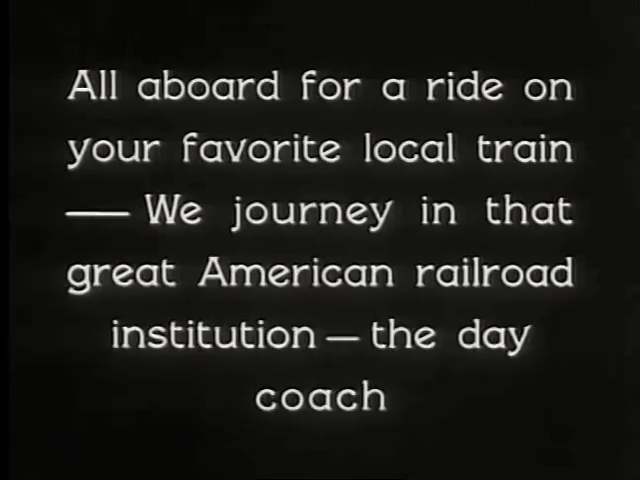 All aboard for a ride on
your favorite local train
— We journey in that
great American railroad
institution — the day
coach